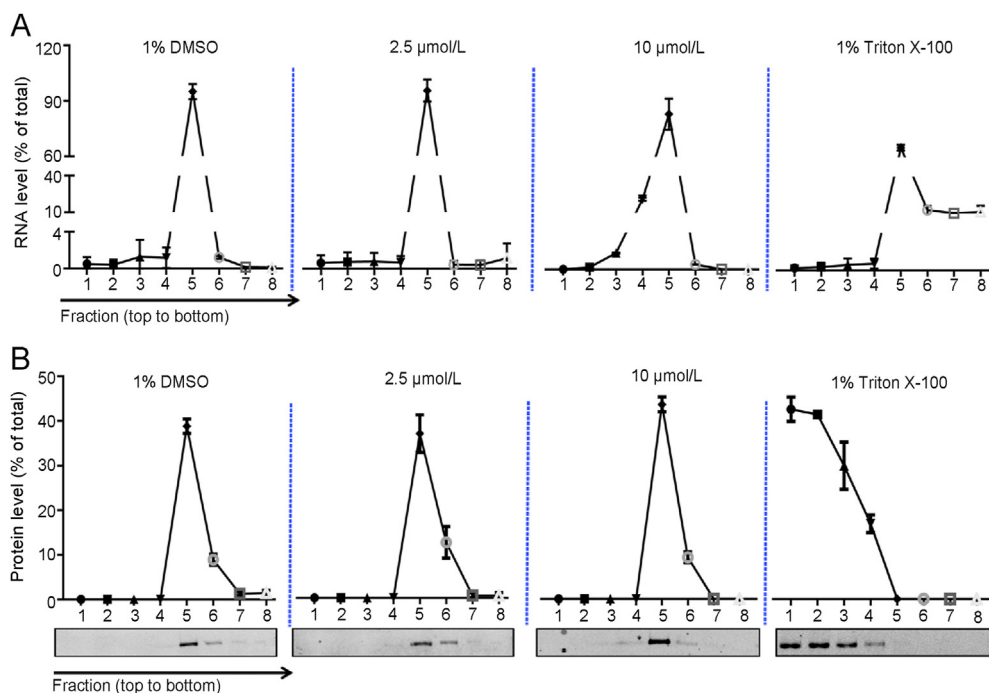 A
1% DMSO 2.5 µmol/L 10 µmol/L 1% Triton X-100
RNA level (% of total)
120
90
60
40
10
4
0
1 2 3 4 5 6 7 8 1 2 3 4 5 6 7 8 1 2 3 4 5 6 7 8 1 2 3 4 5 6 7 8
Fraction (top to bottom)
B
1% DMSO 2.5 µmol/L 10 µmol/L 1% Triton X-100
Protein level (% of total)
50
40
30
20
10
0
1 2 3 4 5 6 7 8 1 2 3 4 5 6 7 8 1 2 3 4 5 6 7 8 1 2 3 4 5 6 7 8
Fraction (top to bottom)